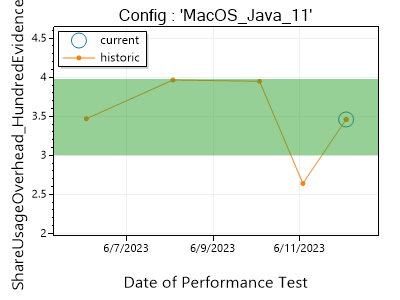 Config : 'MacOS_Java_11'
ShareUsageOverhead_HundredEvidence
current
historic
4.5
4
3.5
3
2.5
2
6/7/2023
6/9/2023
6/11/2023
Date of Performance Test